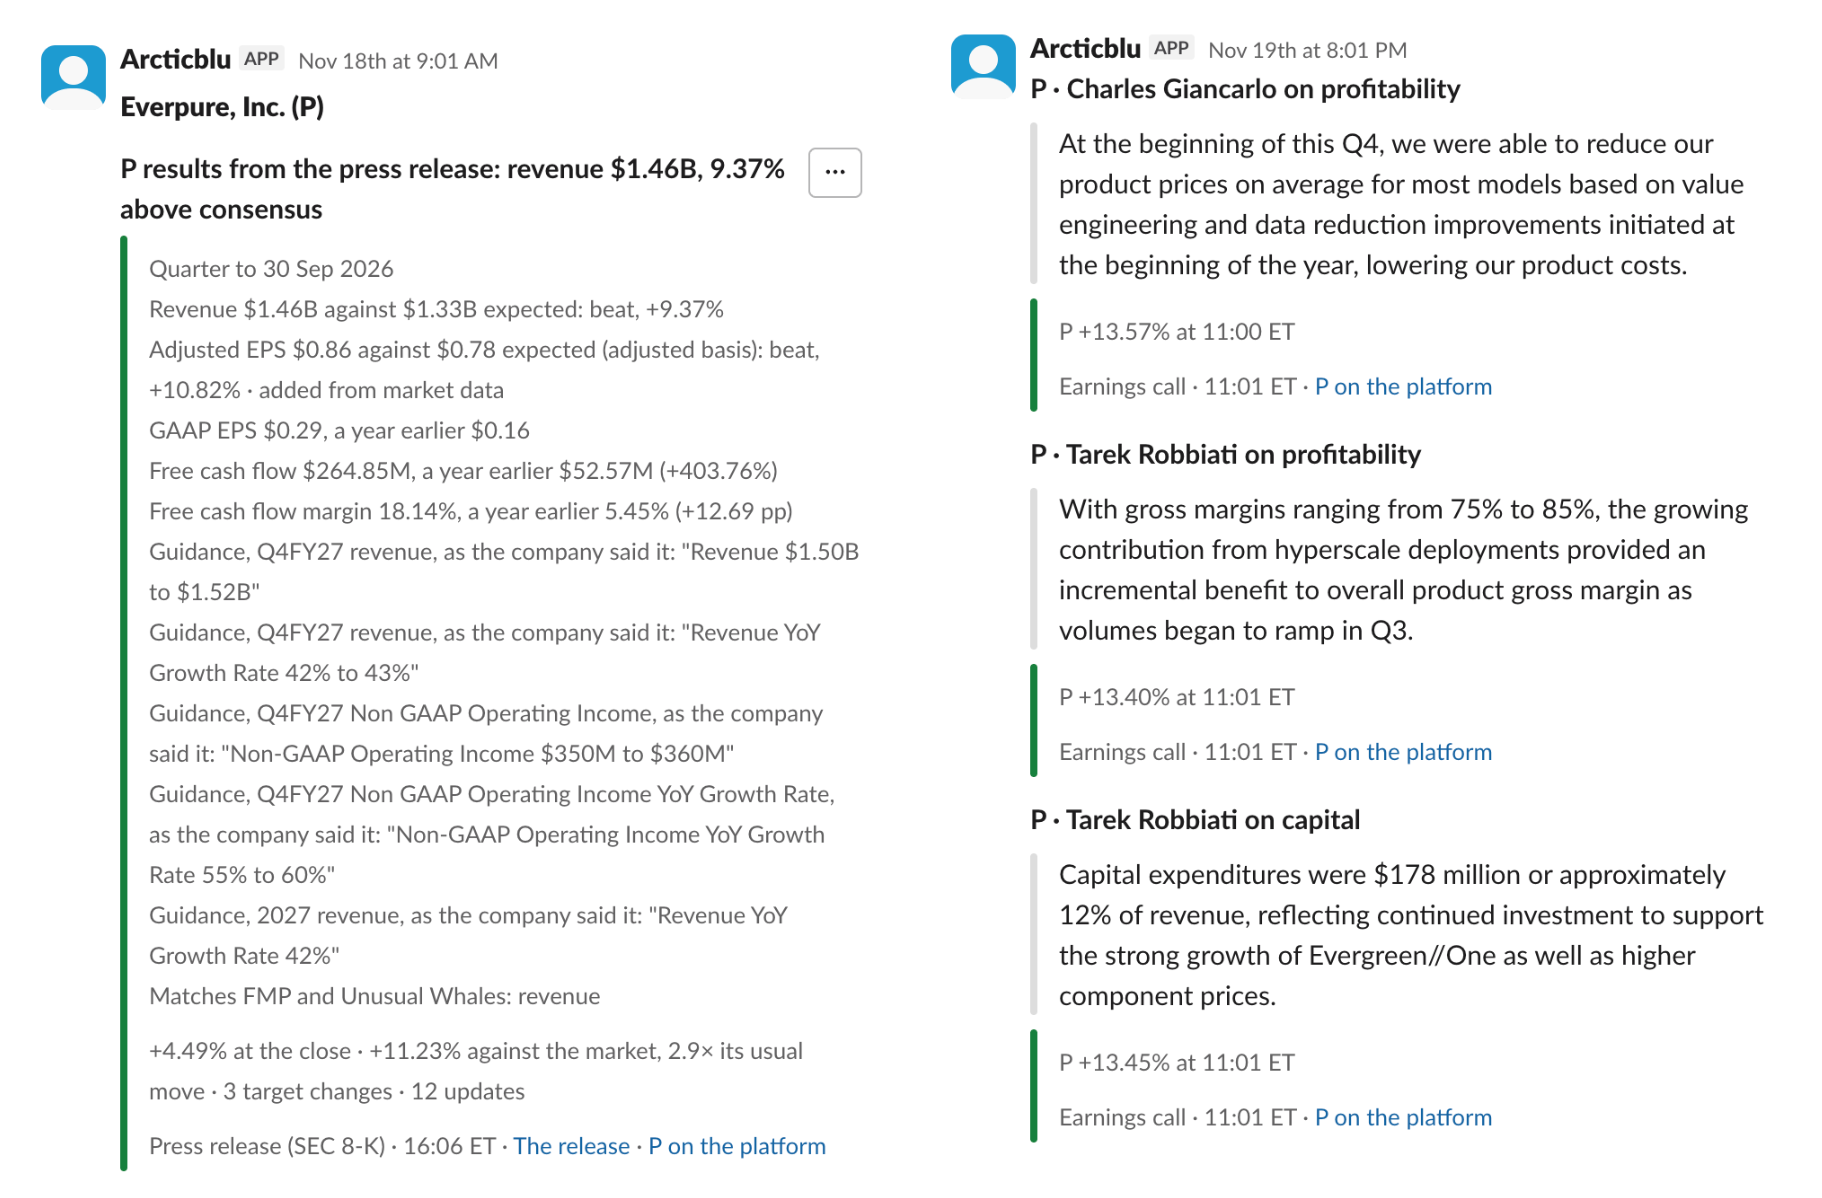 Arcticblu APP Nov 18th at 9:01 AM
Everpure, Inc. (P)
P results from the press release: revenue $1.46B, 9.37%
above consensus
Quarter to 30 Sep 2026
Revenue $1.46B against $1.33B expected: beat, +9.37%
Adjusted EPS $0.86 against $0.78 expected (adjusted basis): beat,
+10.82% · added from market data
GAAP EPS $0.29, a year earlier $0.16
Free cash flow $264.85M, a year earlier $52.57M (+403.76%)
Free cash flow margin 18.14%, a year earlier 5.45% (+12.69 pp)
Guidance, Q4FY27 revenue, as the company said it: "Revenue $1.50B
to $1.52B"
Guidance, Q4FY27 revenue, as the company said it: "Revenue YoY
Growth Rate 42% to 43%"
Guidance, Q4FY27 Non GAAP Operating Income, as the company
said it: "Non-GAAP Operating Income $350M to $360M"
Guidance, Q4FY27 Non GAAP Operating Income YoY Growth Rate,
as the company said it: "Non-GAAP Operating Income YoY Growth
Rate 55% to 60%"
Guidance, 2027 revenue, as the company said it: "Revenue YoY
Growth Rate 42%"
Matches FMP and Unusual Whales: revenue
+4.49% at the close · +11.23% against the market, 2.9× its usual
move · 3 target changes · 12 updates
Press release (SEC 8-K) · 16:06 ET · The release · P on the platform
Arcticblu APP Nov 19th at 8:01 PM
P · Charles Giancarlo on profitability
At the beginning of this Q4, we were able to reduce our
product prices on average for most models based on value
engineering and data reduction improvements initiated at
the beginning of the year, lowering our product costs.
P +13.57% at 11:00 ET
Earnings call · 11:01 ET · P on the platform
P · Tarek Robbiati on profitability
With gross margins ranging from 75% to 85%, the growing
contribution from hyperscale deployments provided an
incremental benefit to overall product gross margin as
volumes began to ramp in Q3.
P +13.40% at 11:01 ET
Earnings call · 11:01 ET · P on the platform
P · Tarek Robbiati on capital
Capital expenditures were $178 million or approximately
12% of revenue, reflecting continued investment to support
the strong growth of Evergreen//One as well as higher
component prices.
P +13.45% at 11:01 ET
Earnings call · 11:01 ET · P on the platform